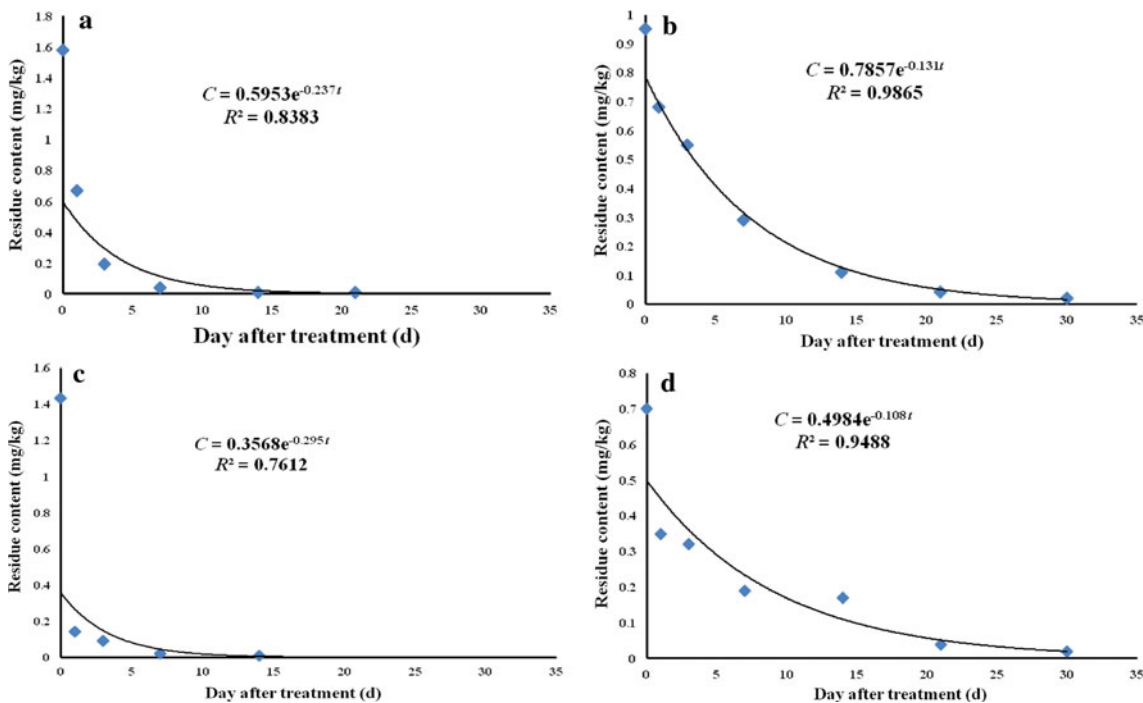 a
Residue content (mg/kg)
1.8
1.6
1.4
1.2
1
0.8
0.6
0.4
0.2
0
C = 0.5953e^-0.237t
R² = 0.8383
0 5 10 15 20 25 30 35
Day after treatment (d)
b
Residue content (mg/kg)
1
0.9
0.8
0.7
0.6
0.5
0.4
0.3
0.2
0.1
0
C = 0.7857e^-0.131t
R² = 0.9865
0 5 10 15 20 25 30 35
Day after treatment (d)
c
Residue content (mg/kg)
1.6
1.4
1.2
1
0.8
0.6
0.4
0.2
0
C = 0.3568e^-0.295t
R² = 0.7612
0 5 10 15 20 25 30 35
Day after treatment (d)
d
Residue content (mg/kg)
0.8
0.7
0.6
0.5
0.4
0.3
0.2
0.1
0
C = 0.4984e^-0.108t
R² = 0.9488
0 5 10 15 20 25 30 35
Day after treatment (d)